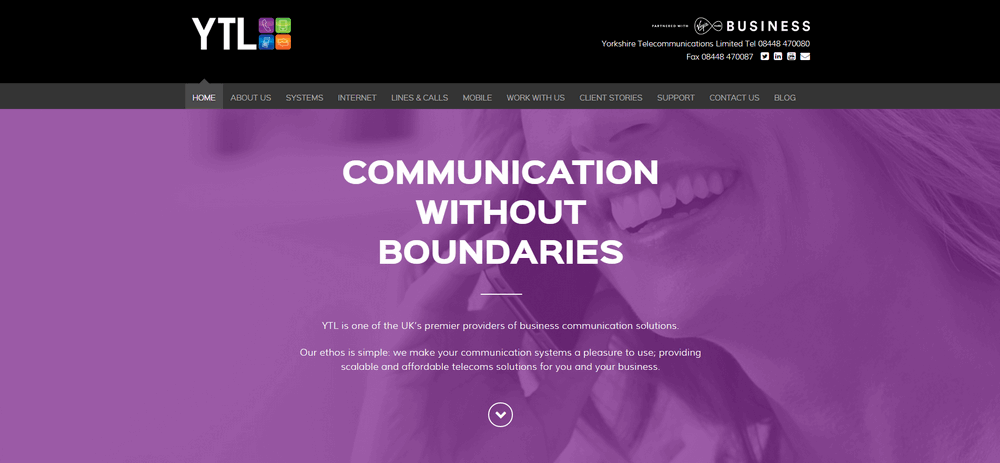 YTL
PARTNERED WITH Virgin media BUSINESS
Yorkshire Telecommunications Limited Tel 08448 470080
Fax 08448 470087
HOME ABOUT US SYSTEMS INTERNET LINES & CALLS MOBILE WORK WITH US CLIENT STORIES SUPPORT CONTACT US BLOG
COMMUNICATION
WITHOUT
BOUNDARIES
YTL is one of the UK's premier providers of business communication solutions.
Our ethos is simple: we make your communication systems a pleasure to use; providing
scalable and affordable telecoms solutions for you and your business.